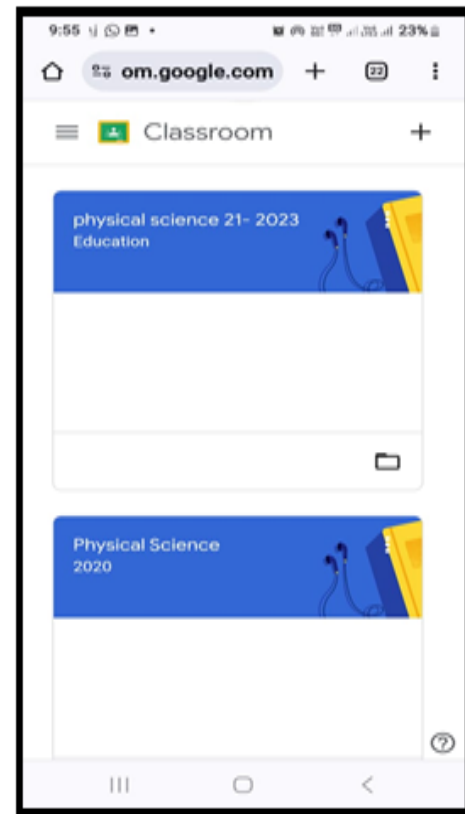 9:55
23%
om.google.com
22
Classroom
physical science 21- 2023
Education
Physical Science
2020